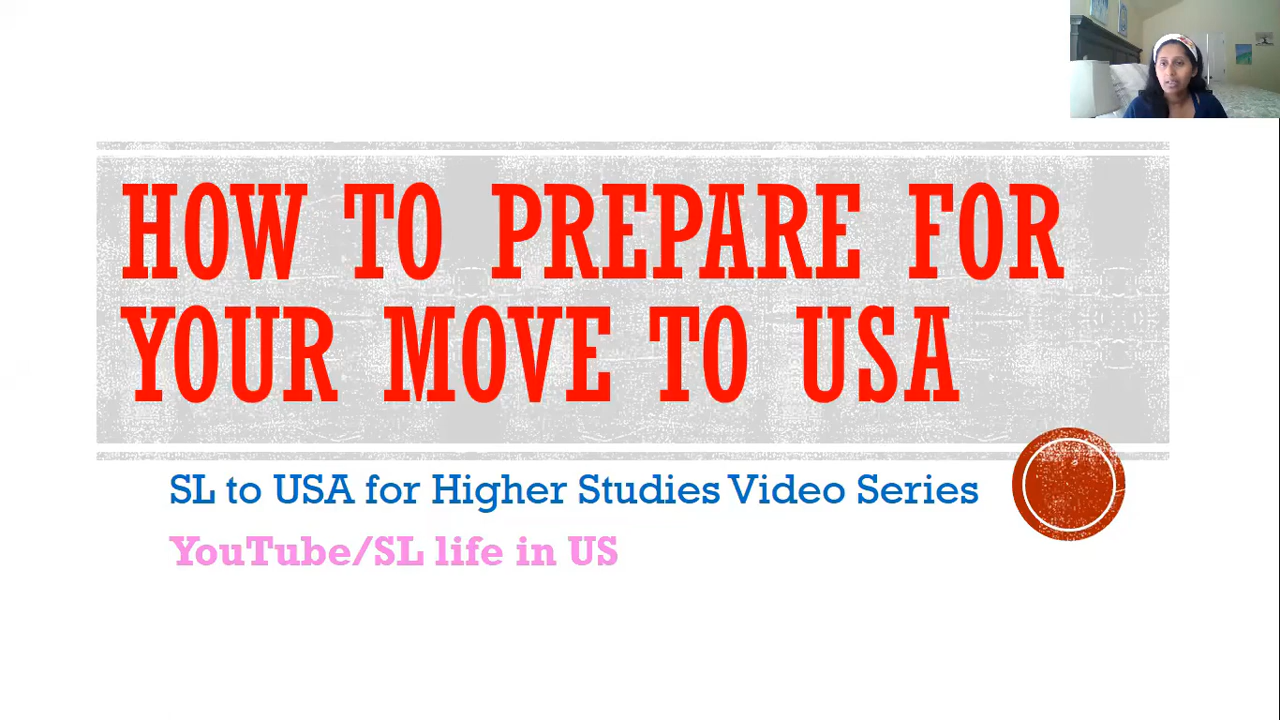 HOW TO PREPARE FOR
YOUR MOVE TO USA
SL to USA for Higher Studies Video Series
YouTube/SL life in US